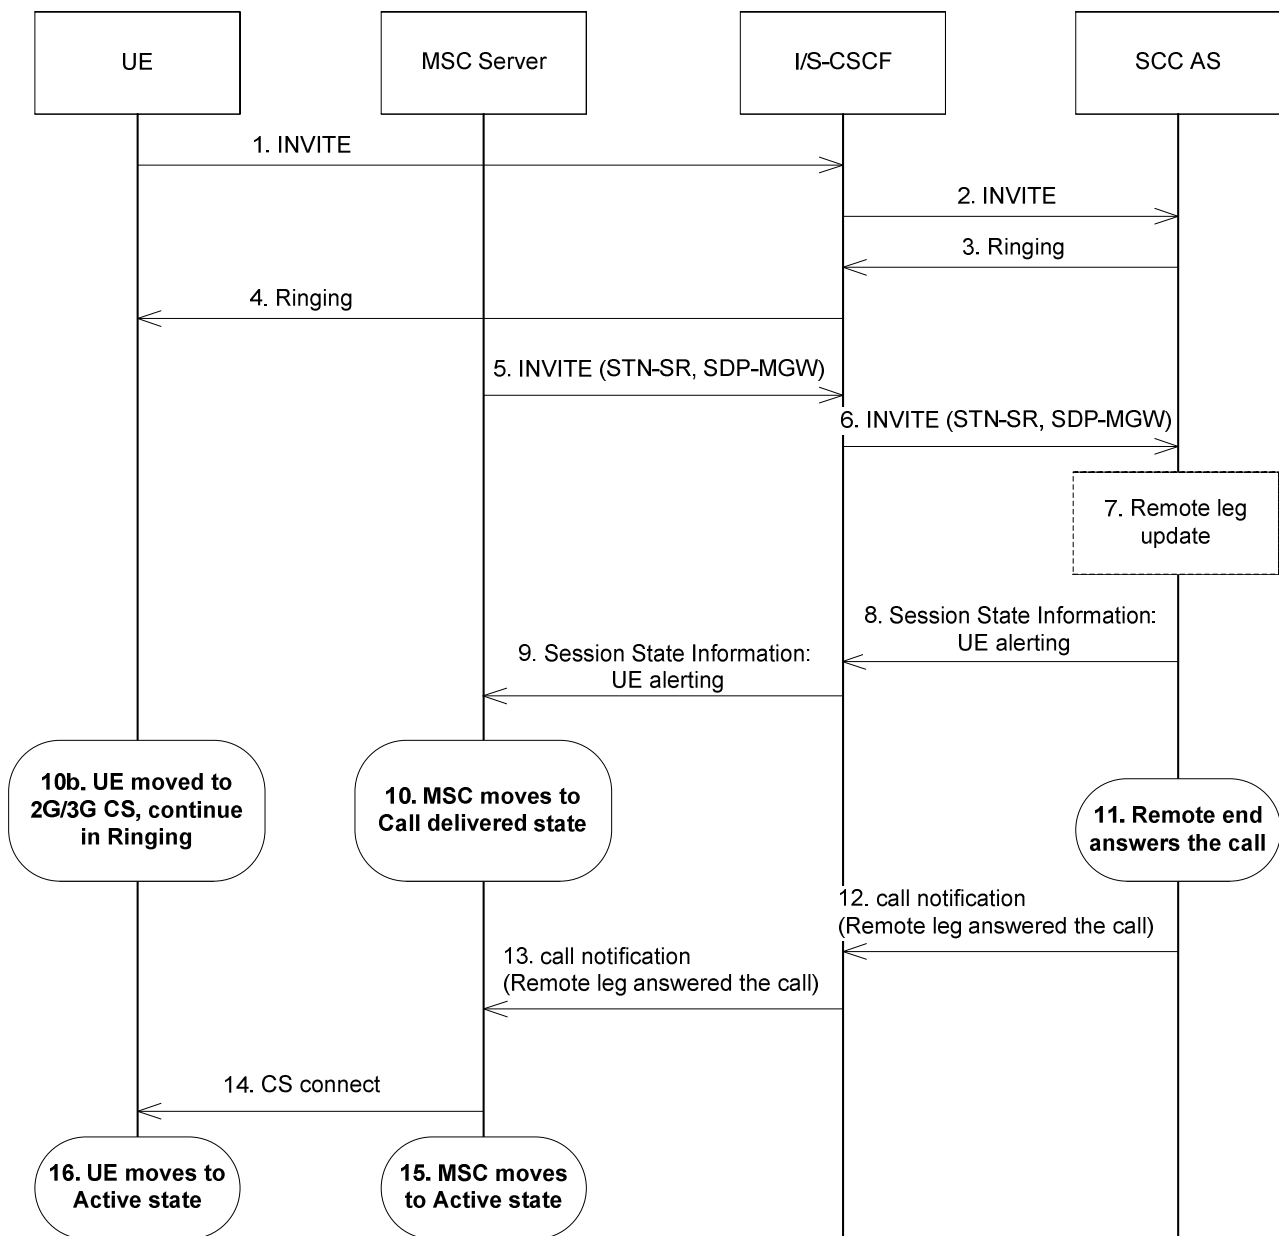 UE
MSC Server
I/S-CSCF
SCC AS
1. INVITE
2. INVITE
3. Ringing
4. Ringing
5. INVITE (STN-SR, SDP-MGW)
6. INVITE (STN-SR, SDP-MGW)
7. Remote leg
update
8. Session State Information:
UE alerting
9. Session State Information:
UE alerting
10b. UE moved to
2G/3G CS, continue
in Ringing
10. MSC moves to
Call delivered state
11. Remote end
answers the call
12. call notification
(Remote leg answered the call)
13. call notification
(Remote leg answered the call)
14. CS connect
16. UE moves to
Active state
15. MSC moves
to Active state